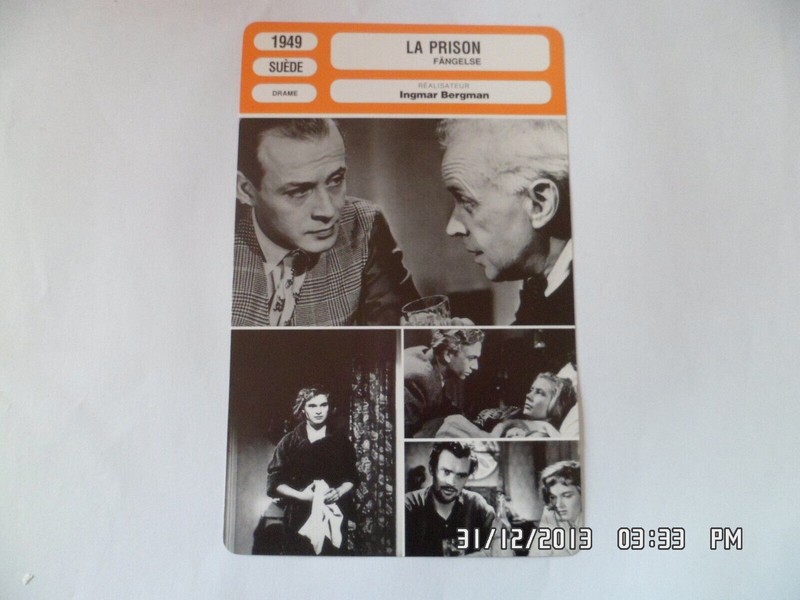 1949
SUÈDE
DRAME
LA PRISON
FÄNGELSE
RÉALISATEUR
Ingmar Bergman
31/12/2013 03:33 PM